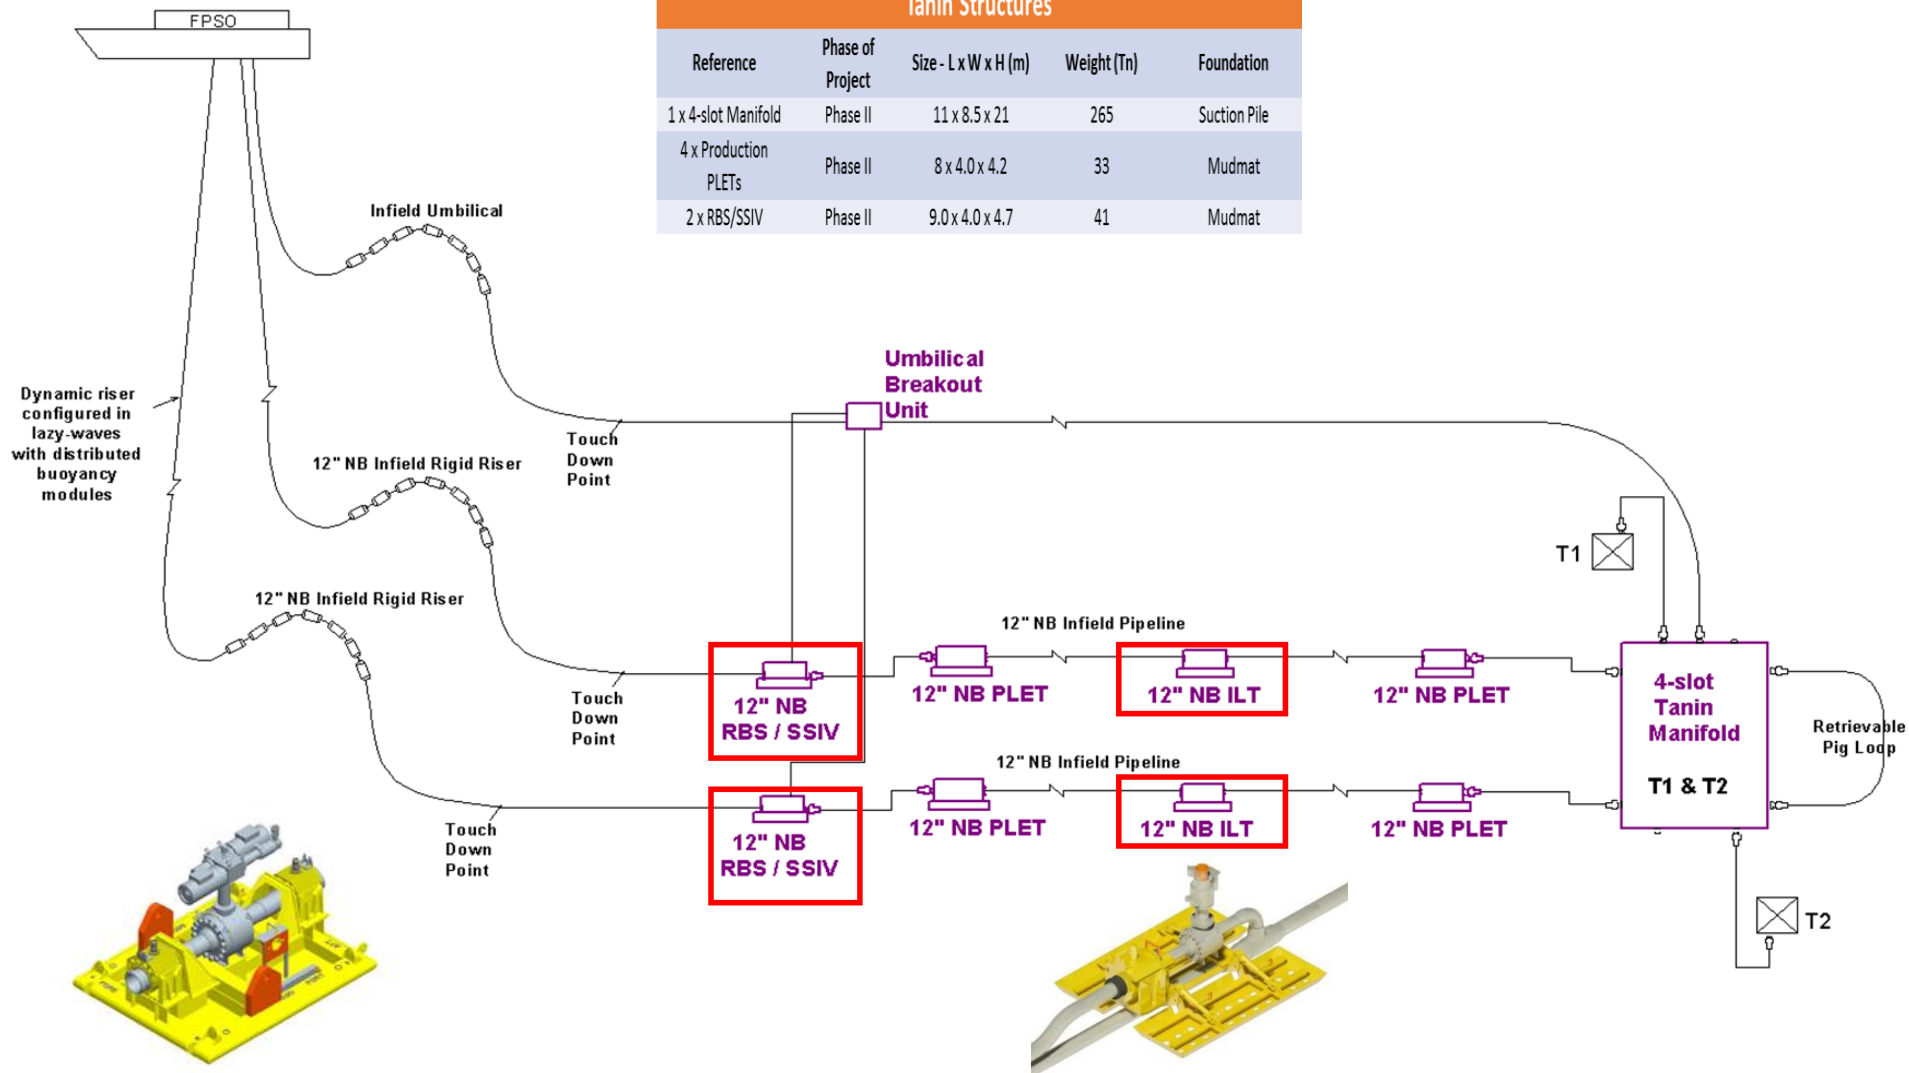 FPSO
Tanin Structures
Reference
Phase of
Project
Size - L x W x H (m)
Weight (Tn)
Foundation
1 x 4-slot Manifold
Phase II
11 x 8.5 x 21
265
Suction Pile
4 x Production
PLETs
Phase II
8 x 4.0 x 4.2
33
Mudmat
2 x RBS/SSIV
Phase II
9.0 x 4.0 x 4.7
41
Mudmat
Infield Umbilical
Umbilical
Breakout
Unit
Dynamic riser
configured in
lazy-waves
with distributed
buoyancy
modules
Touch
Down
Point
12" NB Infield Rigid Riser
T1
12" NB Infield Rigid Riser
12" NB Infield Pipeline
12" NB
RBS / SSIV
12" NB PLET
12" NB ILT
12" NB PLET
4-slot
Tanin
Manifold
T1 & T2
Retrievable
Pig Loop
Touch
Down
Point
12" NB Infield Pipeline
12" NB
RBS / SSIV
12" NB PLET
12" NB ILT
12" NB PLET
Touch
Down
Point
T2